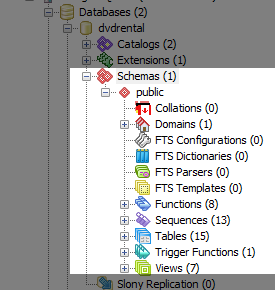 Databases (2)
dvdrental
Catalogs (2)
Extensions (1)
Schemas (1)
public
Collations (0)
Domains (1)
FTS Configurations (0)
FTS Dictionaries (0)
FTS Parsers (0)
FTS Templates (0)
Functions (8)
Sequences (13)
Tables (15)
Trigger Functions (1)
Views (7)
Slony Replication (0)